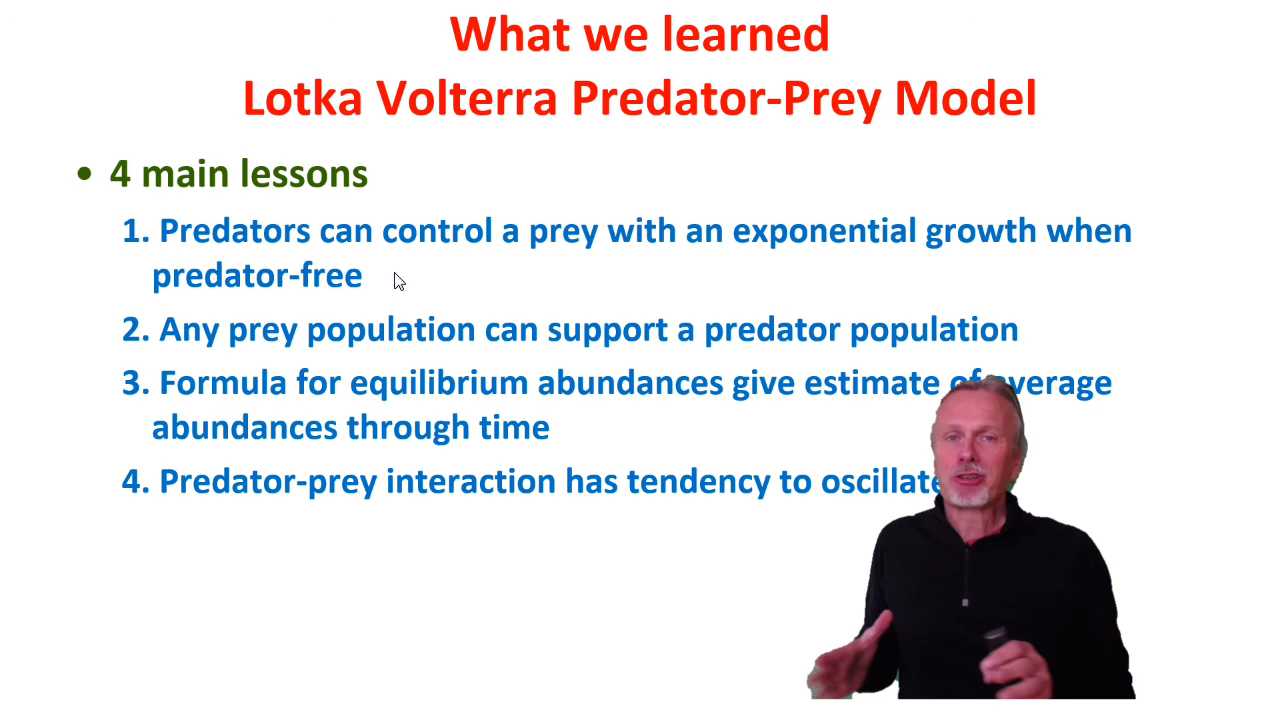 What we learned
Lotka Volterra Predator-Prey Model
• 4 main lessons
1. Predators can control a prey with an exponential growth when
predator-free
2. Any prey population can support a predator population
3. Formula for equilibrium abundances give estimate of average
abundances through time
4. Predator-prey interaction has tendency to oscillate